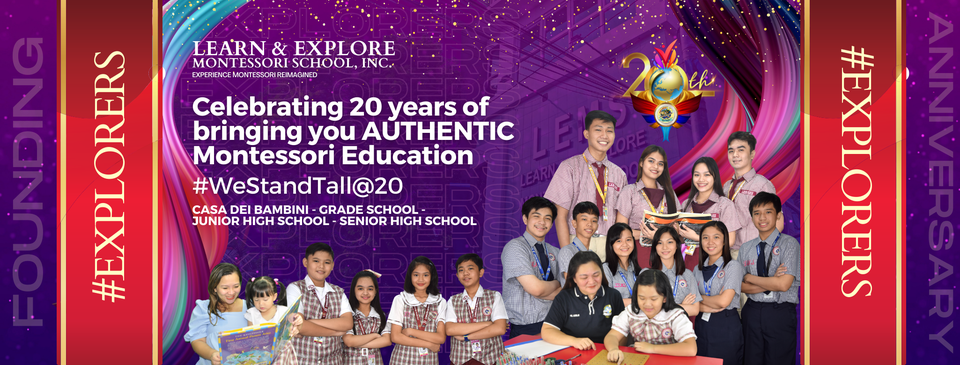 FOUNDING
#EXPLORERS
LEARN & EXPLORE
MONTESSORI SCHOOL, INC.
EXPERIENCE MONTESSORI REIMAGINED
Celebrating 20 years of
bringing you AUTHENTIC
Montessori Education
#WeStandTall@20
CASA DEI BAMBINI - GRADE SCHOOL -
JUNIOR HIGH SCHOOL - SENIOR HIGH SCHOOL
20th
#EXPLORERS
ANNIVERSARY